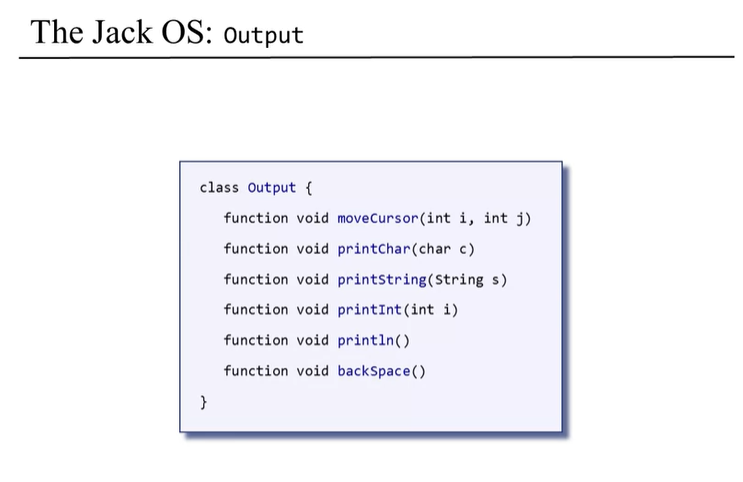 The Jack OS: Output
class Output {
function void moveCursor(int i, int j)
function void printChar(char c)
function void printString(String s)
function void printInt(int i)
function void println()
function void backSpace()
}